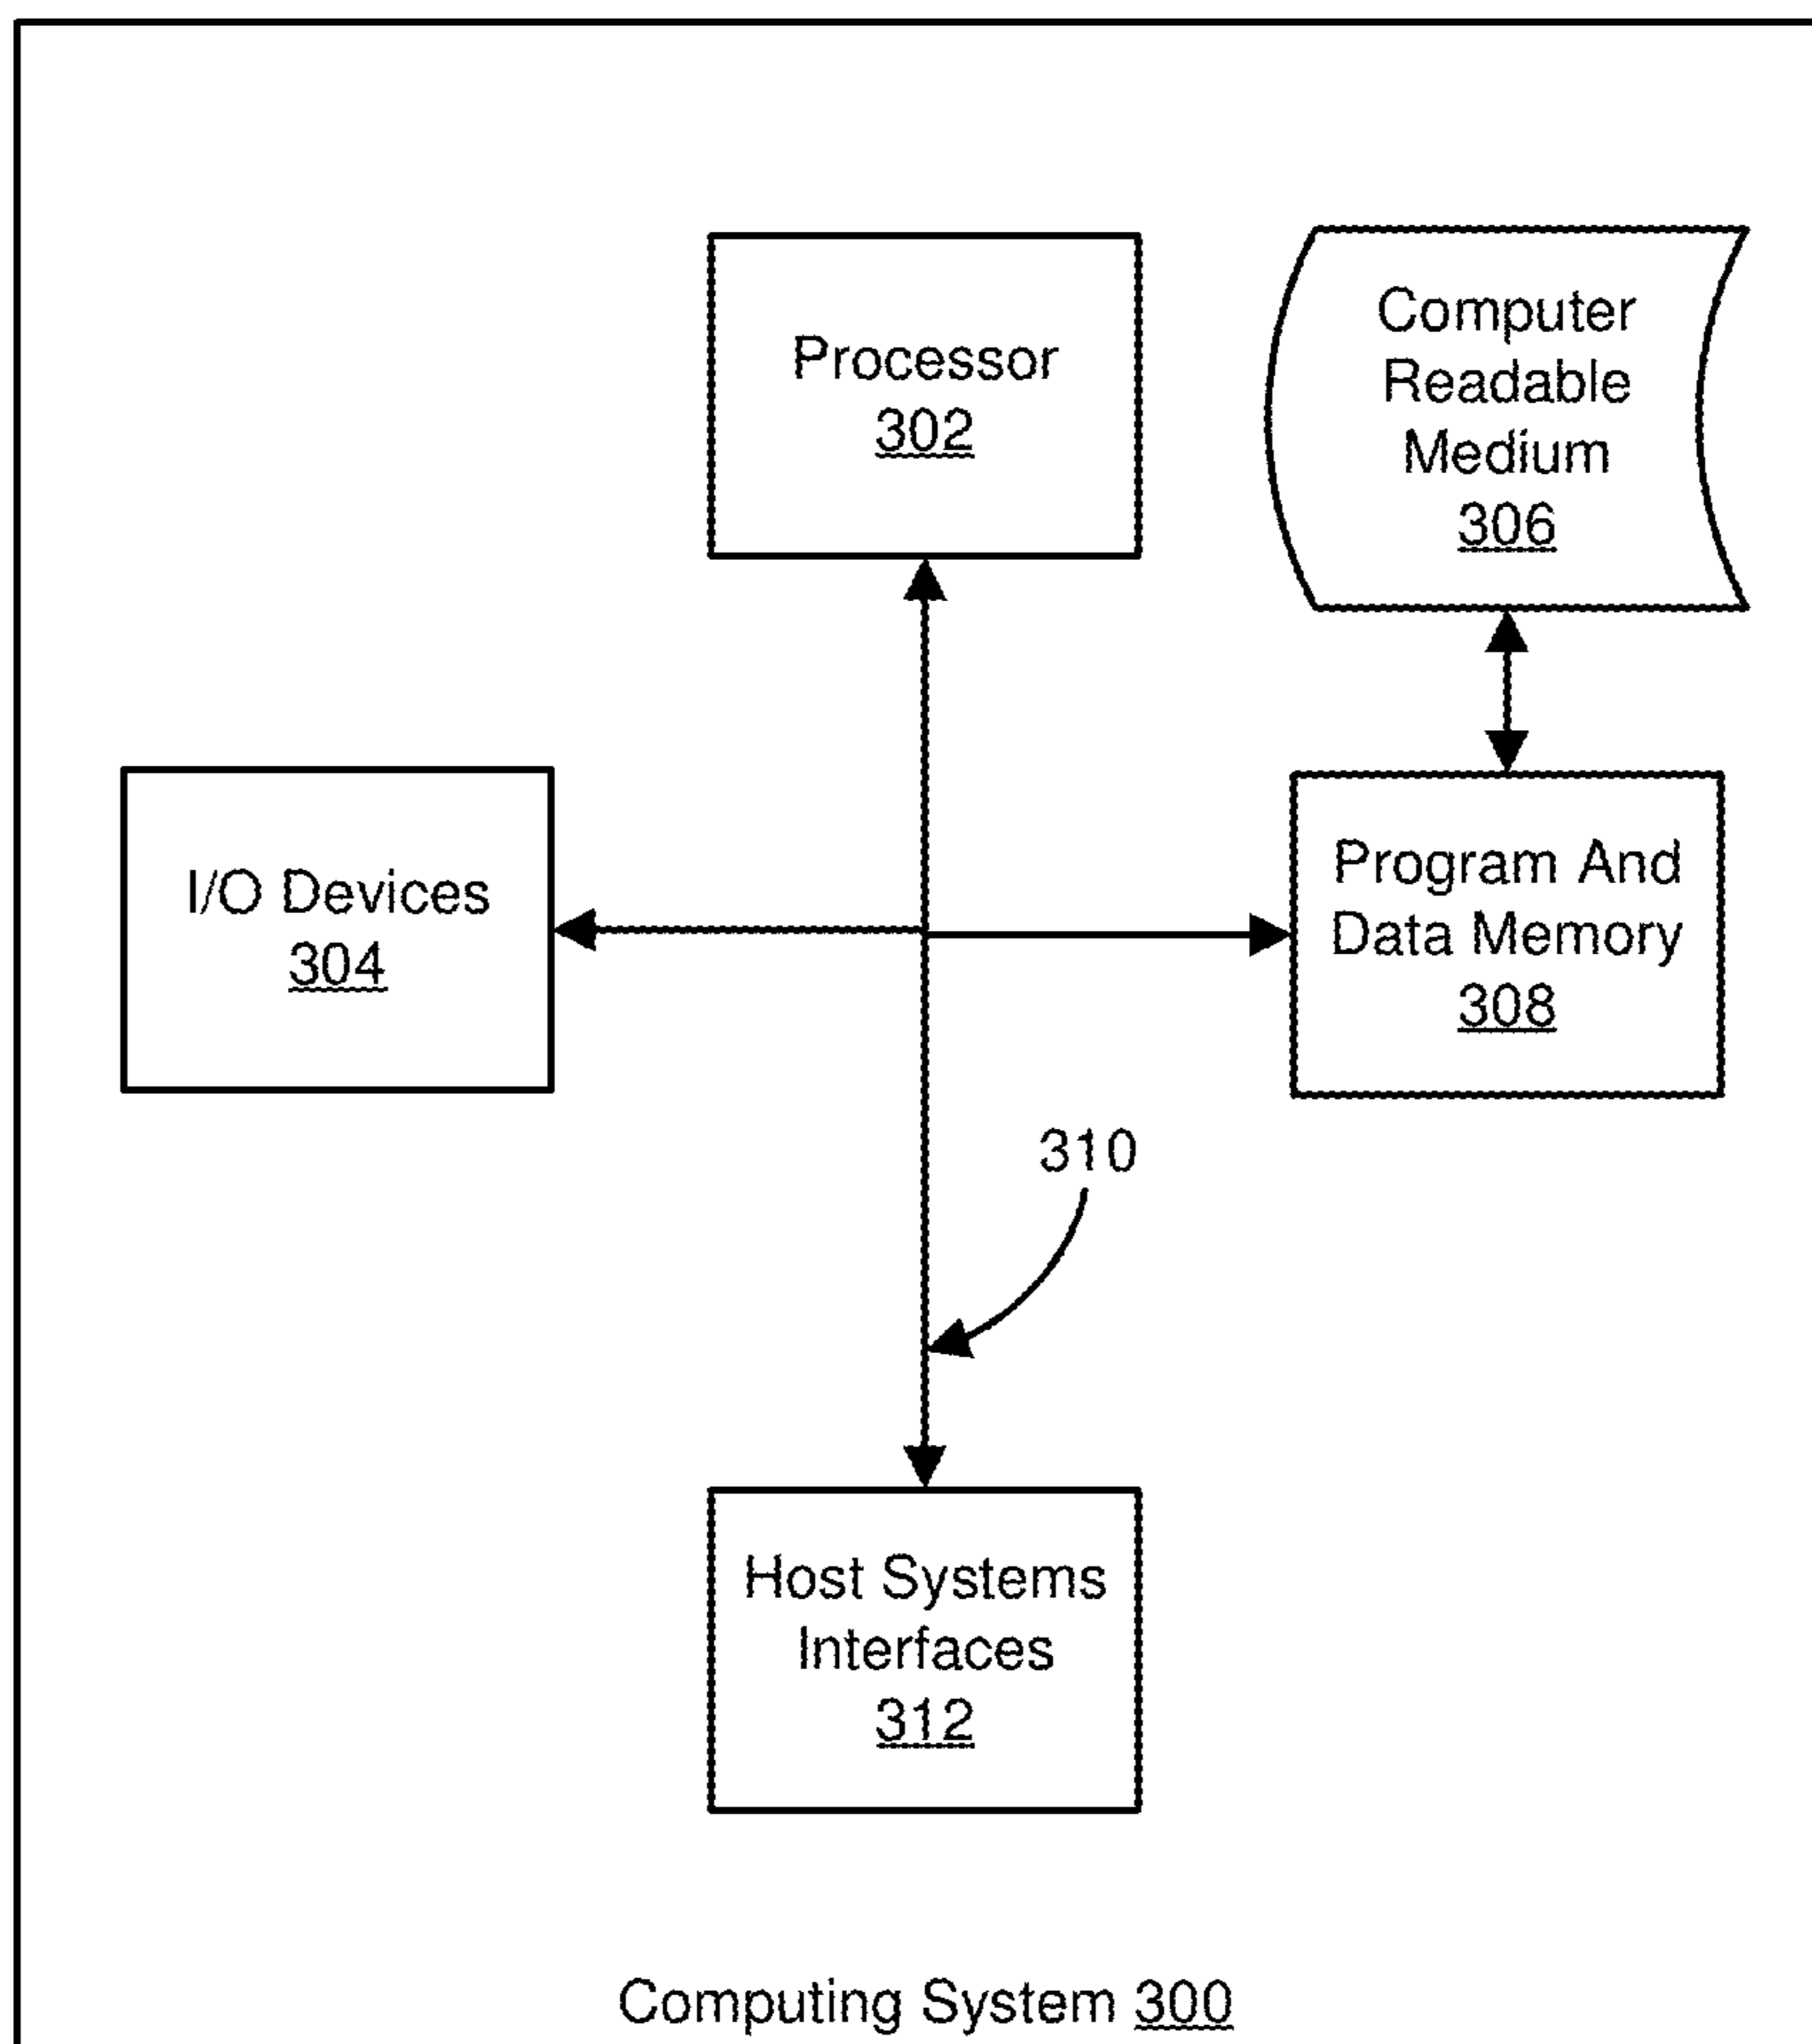 Processor
302
Computer
Readable
Medium
306
I/O Devices
304
Program And
Data Memory
308
310
Host Systems
Interfaces
312
Computing System 300